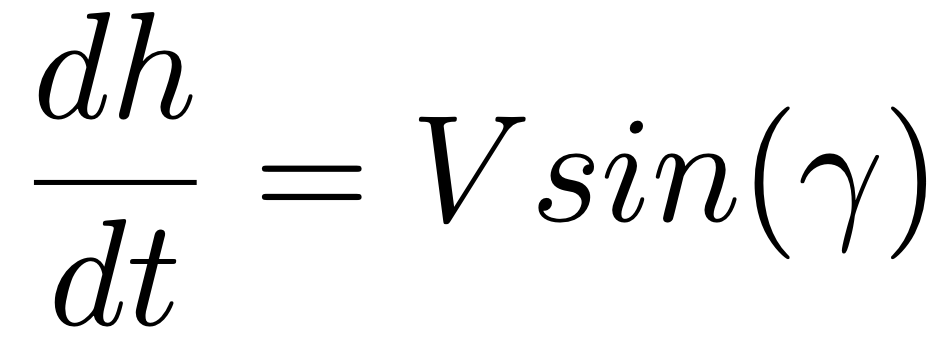 dh/dt = V sin(γ)